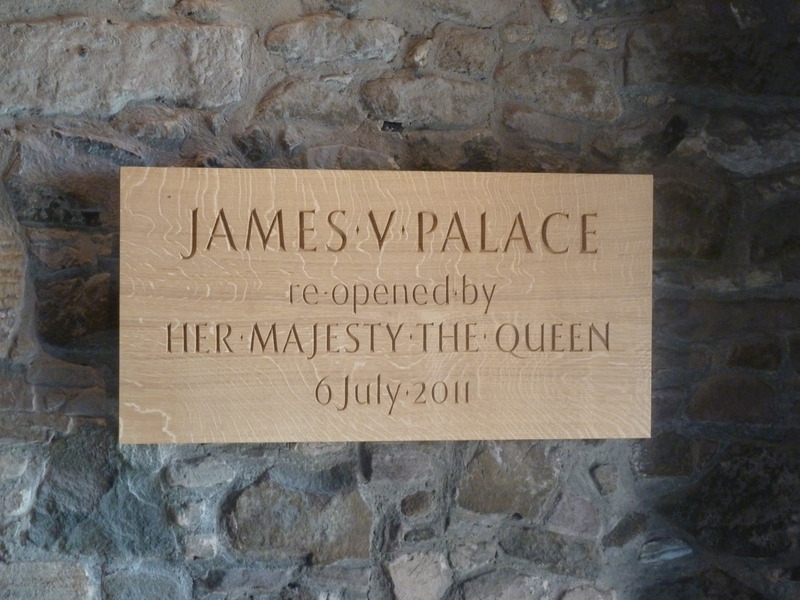 JAMES·V·PALACE
re·opened·by
HER·MAJESTY·THE·QUEEN
6 July·2011